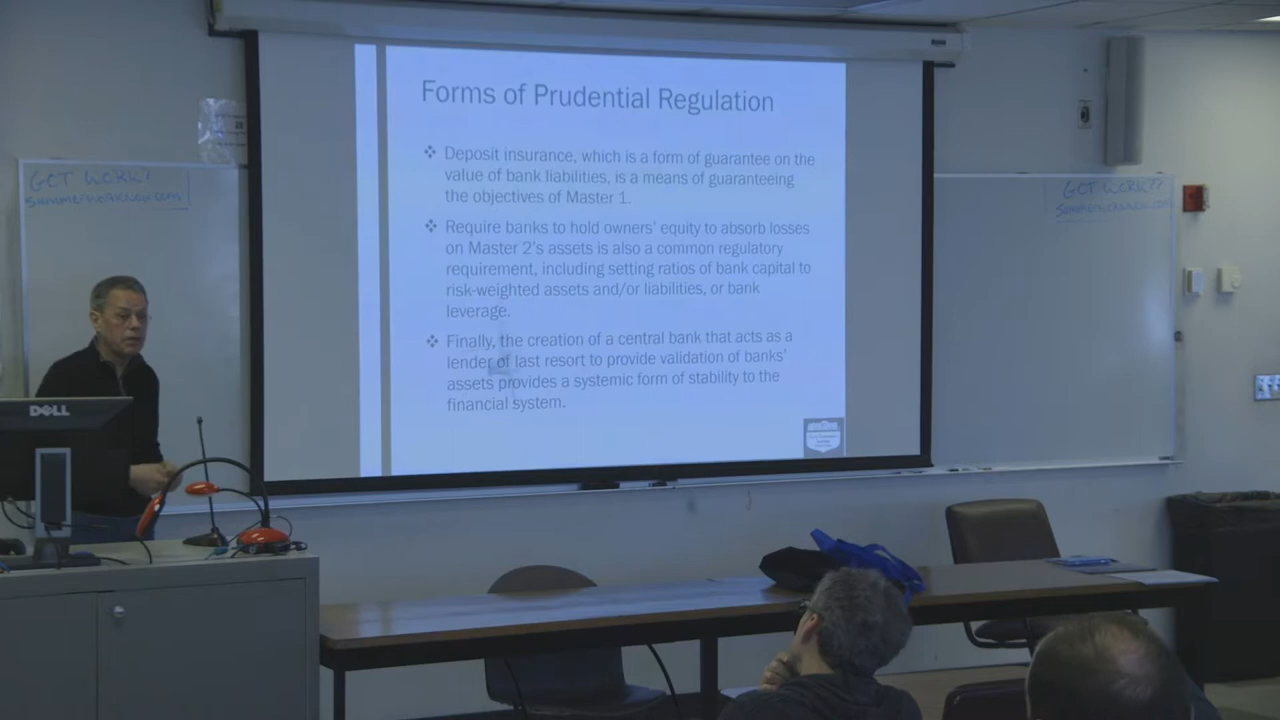 Forms of Prudential Regulation
❖ Deposit insurance, which is a form of guarantee on the
value of bank liabilities, is a means of guaranteeing
the objectives of Master 1.
❖ Require banks to hold owners' equity to absorb losses
on Master 2's assets is also a common regulatory
requirement, including setting ratios of bank capital to
risk-weighted assets and/or liabilities, or bank
leverage.
❖ Finally, the creation of a central bank that acts as a
lender of last resort to provide validation of banks'
assets provides a systemic form of stability to the
financial system.
GOT WORK?
SUMMERWORKNOW.COM
GOT WORK??
SUMMERWORKNOW.COM
DELL